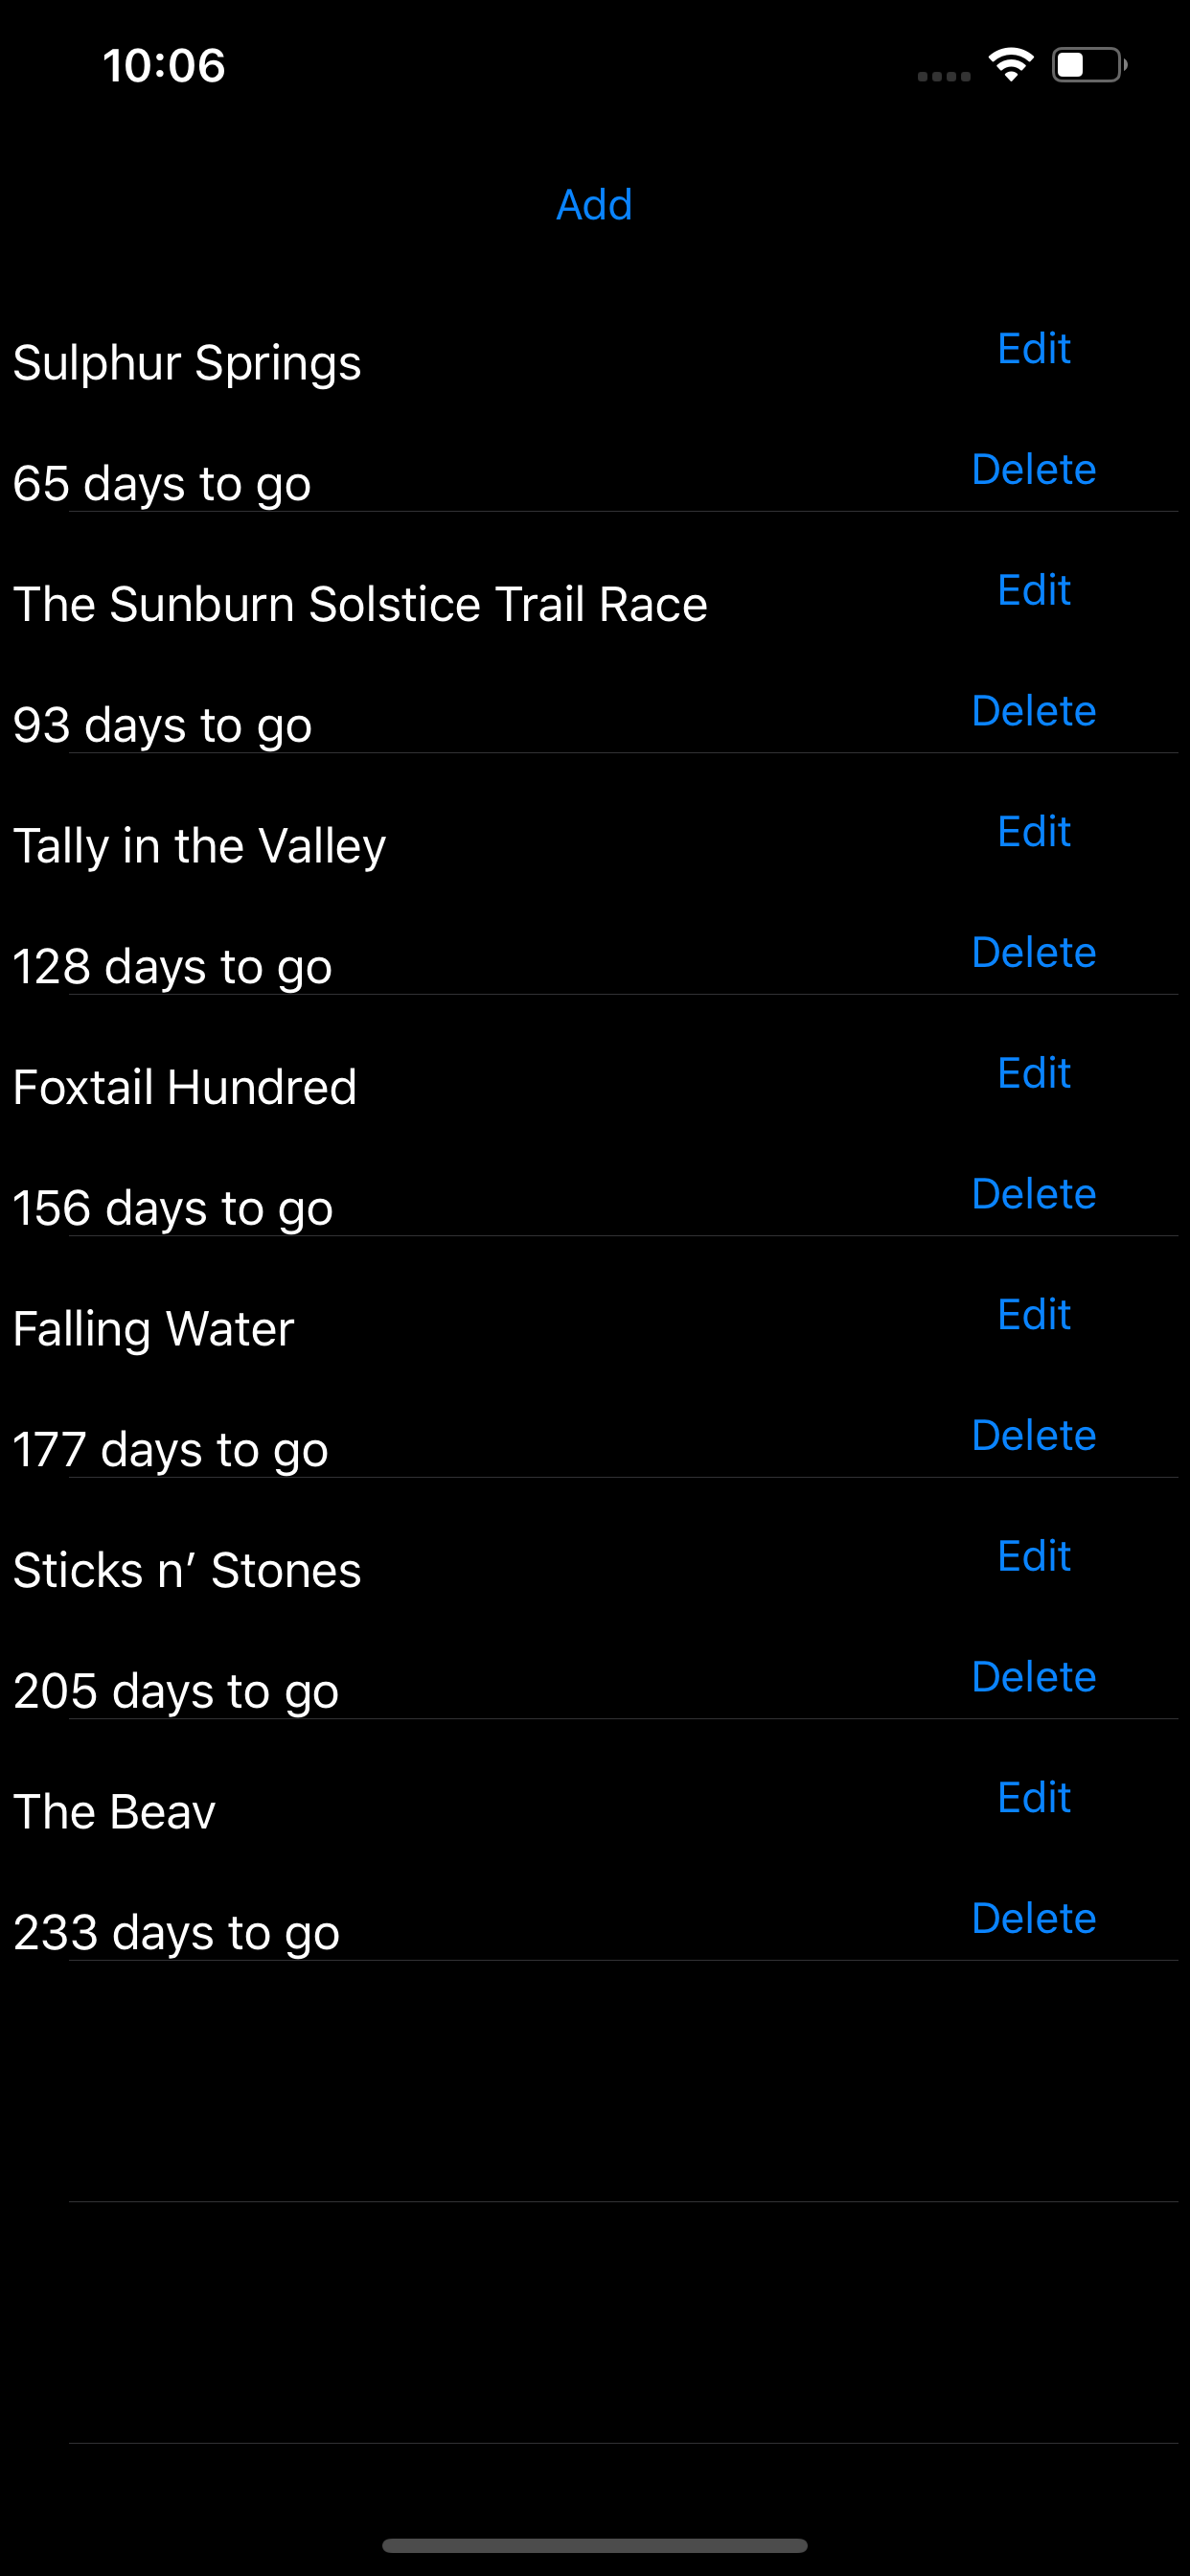 10:06
Add
Sulphur Springs
Edit
65 days to go
Delete
The Sunburn Solstice Trail Race
Edit
93 days to go
Delete
Tally in the Valley
Edit
128 days to go
Delete
Foxtail Hundred
Edit
156 days to go
Delete
Falling Water
Edit
177 days to go
Delete
Sticks n’ Stones
Edit
205 days to go
Delete
The Beav
Edit
233 days to go
Delete